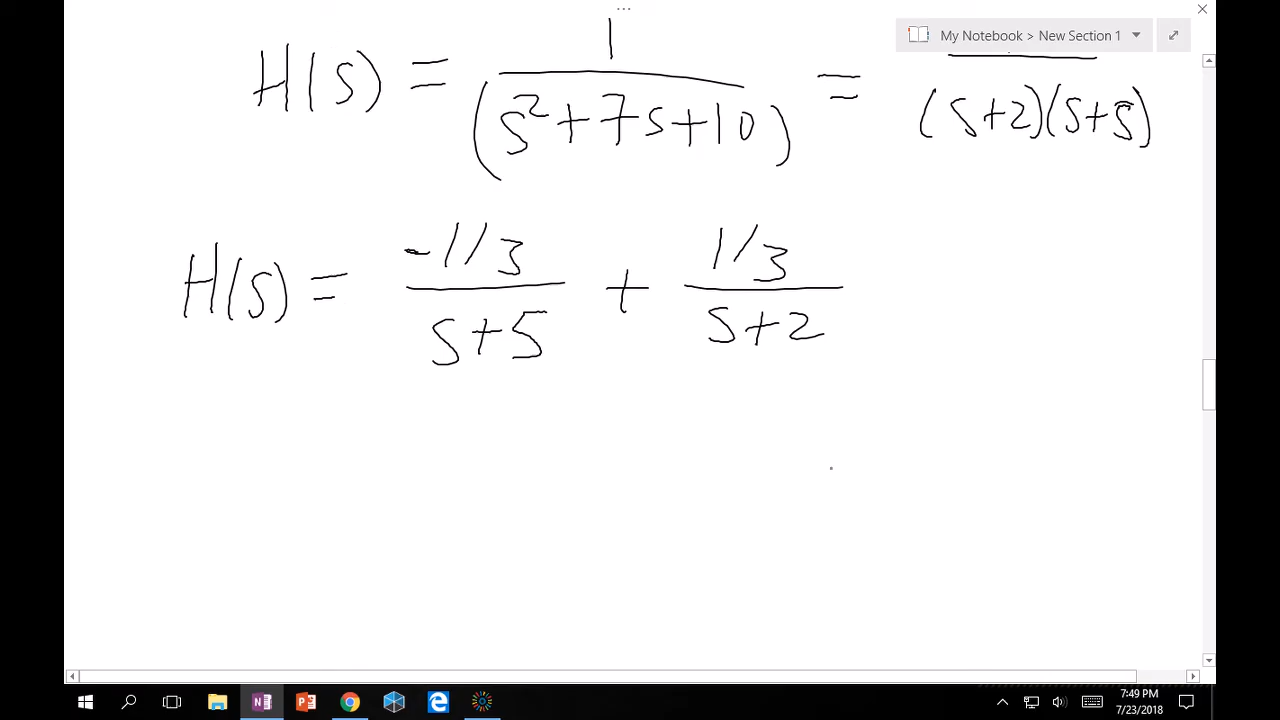 My Notebook > New Section 1
H(s) = 1/(s²+7s+10) = /(s+2)(s+5)
H(s) = -1/3/s+5 + 1/3/s+2
7:49 PM
7/23/2018